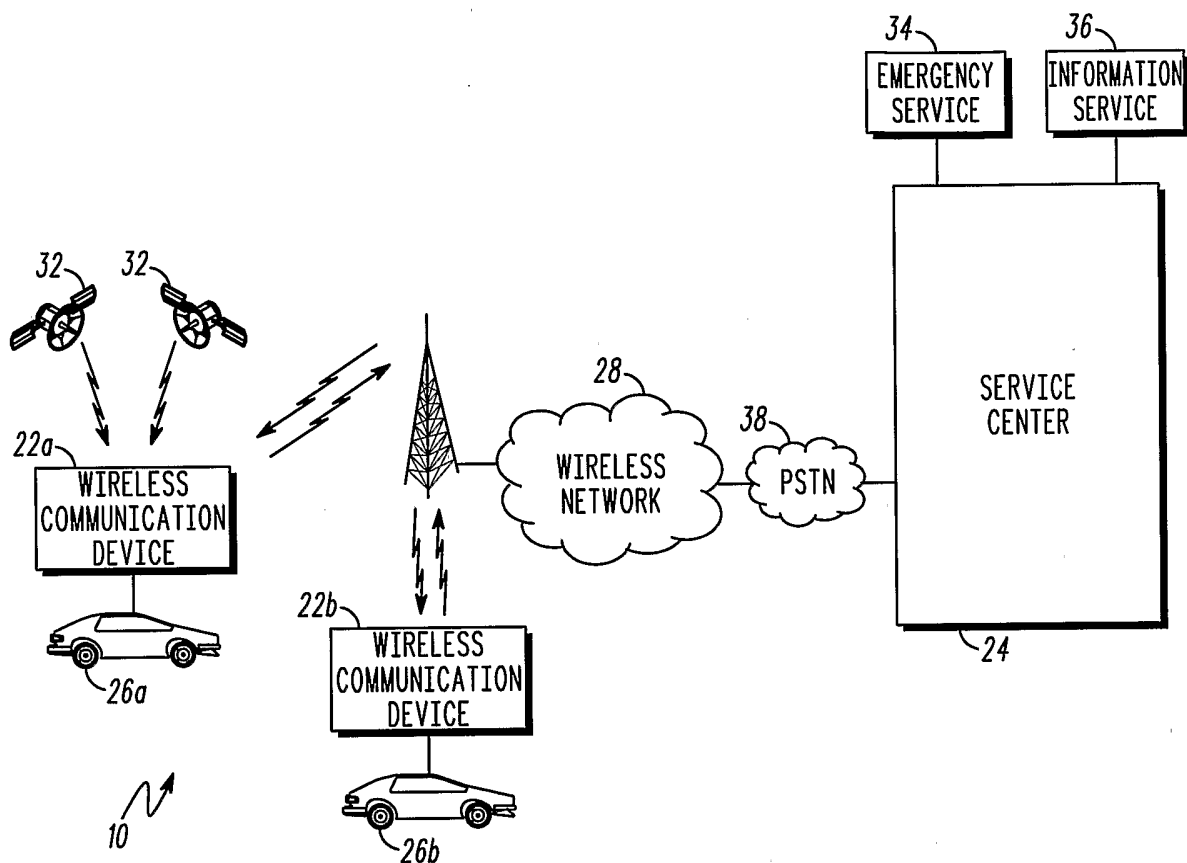 34
36
EMERGENCY
SERVICE
INFORMATION
SERVICE
32
32
28
38
SERVICE
CENTER
22a
WIRELESS
COMMUNICATION
DEVICE
WIRELESS
NETWORK
PSTN
22b
WIRELESS
COMMUNICATION
DEVICE
24
26a
10
26b